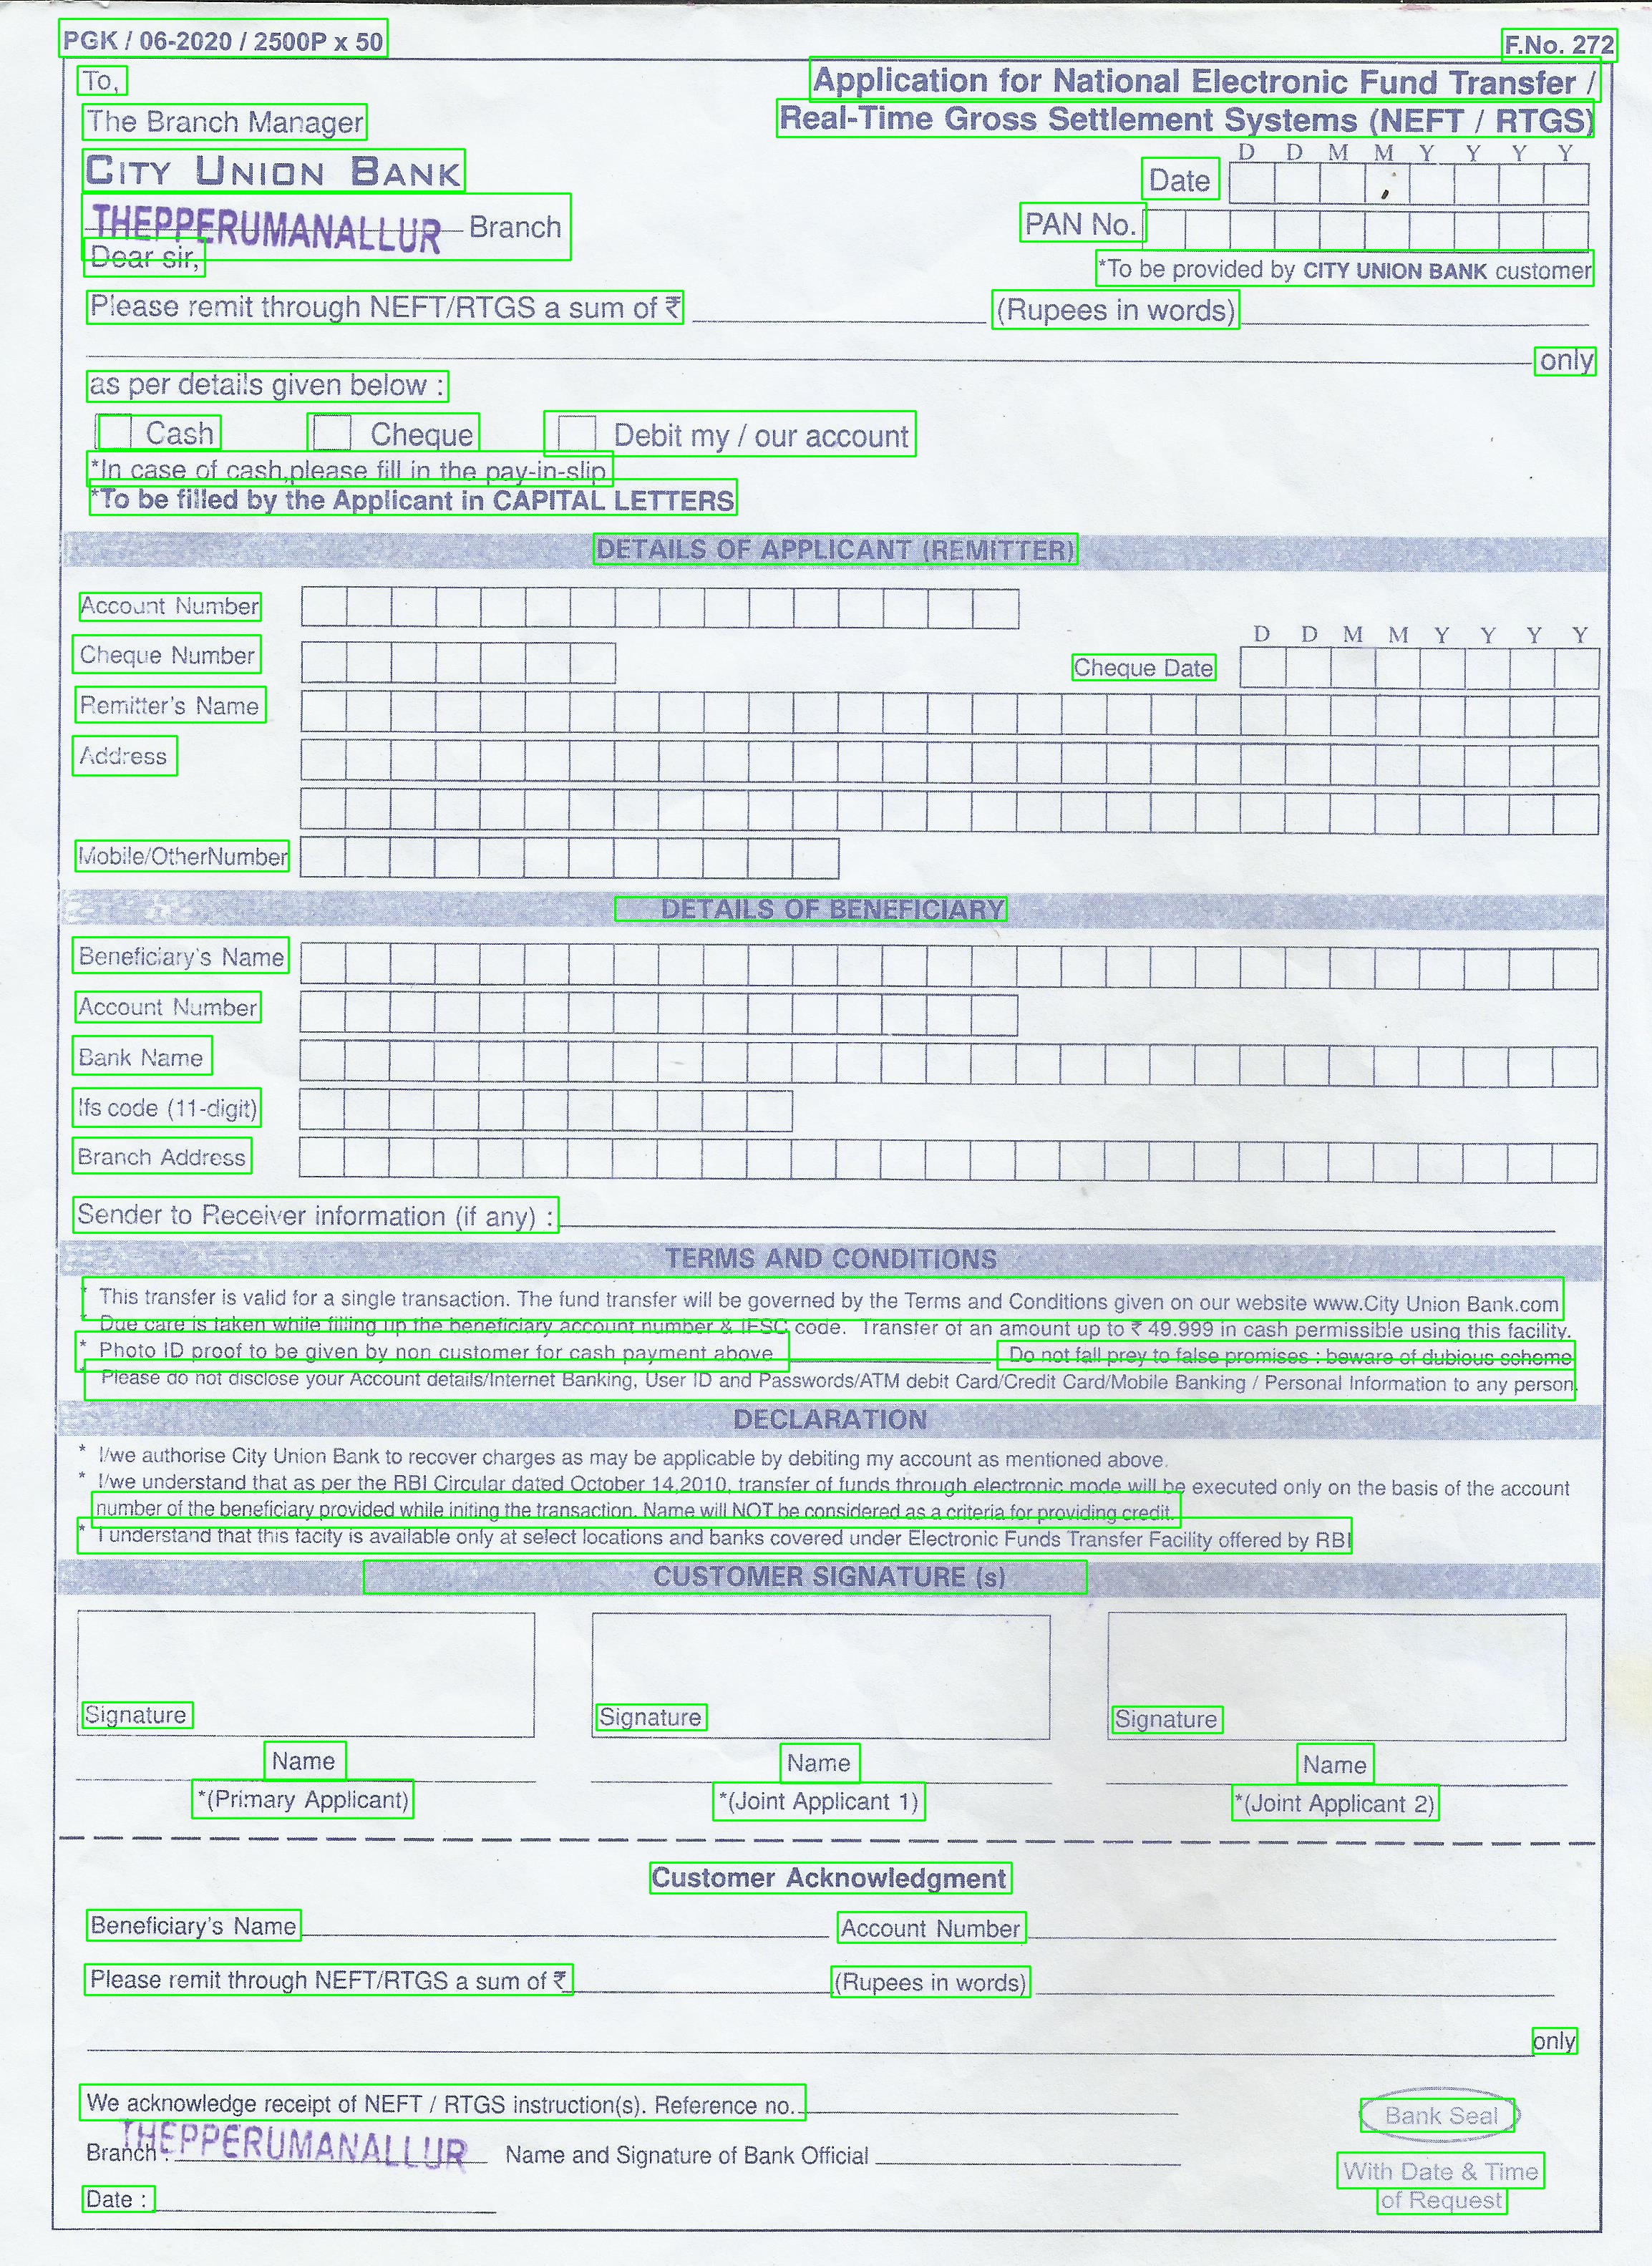 PGK / 06-2020 / 2500P x 50
F.No. 272
To,
Application for National Electronic Fund Transfer /
The Branch Manager
Real-Time Gross Settlement Systems (NEFT / RTGS)
D D M M Y Y Y Y
CITY UNION BANK
Date
THEPPERUMANALLUR Branch
PAN No.
Dear sir,
*To be provided by CITY UNION BANK customer
Please remit through NEFT/RTGS a sum of ₹ (Rupees in words)
only
as per details given below :
Cash Cheque Debit my / our account
*In case of cash,please fill in the pay-in-slip
*To be filled by the Applicant in CAPITAL LETTERS
DETAILS OF APPLICANT (REMITTER)
Account Number
D D M M Y Y Y Y
Cheque Number Cheque Date
Remitter's Name
Address
Mobile/OtherNumber
DETAILS OF BENEFICIARY
Beneficiary's Name
Account Number
Bank Name
Ifs code (11-digit)
Branch Address
Sender to Receiver information (if any) :
TERMS AND CONDITIONS
* This transfer is valid for a single transaction. The fund transfer will be governed by the Terms and Conditions given on our website www.City Union Bank.com
* Due care is taken while filling up the beneficiary account number & IFSC code. Transfer of an amount up to ₹ 49.999 in cash permissible using this facility.
* Photo ID proof to be given by non customer for cash payment above Do not fall prey to false promises : beware of dubious scheme
* Please do not disclose your Account details/Internet Banking, User ID and Passwords/ATM debit Card/Credit Card/Mobile Banking / Personal Information to any person.
DECLARATION
* I/we authorise City Union Bank to recover charges as may be applicable by debiting my account as mentioned above.
* I/we understand that as per the RBI Circular dated October 14,2010, transfer of funds through electronic mode will be executed only on the basis of the account
number of the beneficiary provided while initing the transaction. Name will NOT be considered as a criteria for providing credit.
* I understand that this facity is available only at select locations and banks covered under Electronic Funds Transfer Facility offered by RBI
CUSTOMER SIGNATURE (s)
Signature Signature Signature
Name Name Name
*(Primary Applicant) *(Joint Applicant 1) *(Joint Applicant 2)
Customer Acknowledgment
Beneficiary's Name Account Number
Please remit through NEFT/RTGS a sum of ₹ (Rupees in words)
only
We acknowledge receipt of NEFT / RTGS instruction(s). Reference no.
Bank Seal
Branch : THEPPERUMANALLUR Name and Signature of Bank Official
With Date & Time
Date :
of Request